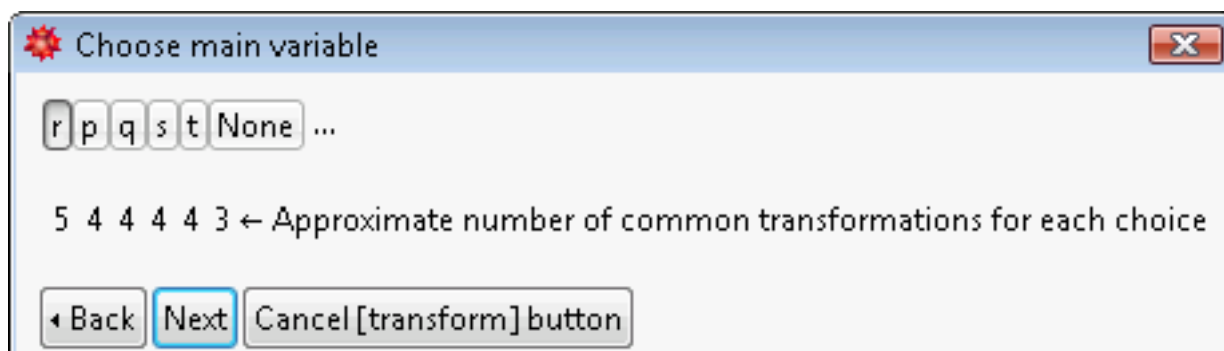 Choose main variable
r p q s t None ...
5 4 4 4 4 3 ← Approximate number of common transformations for each choice
Back Next Cancel [transform] button